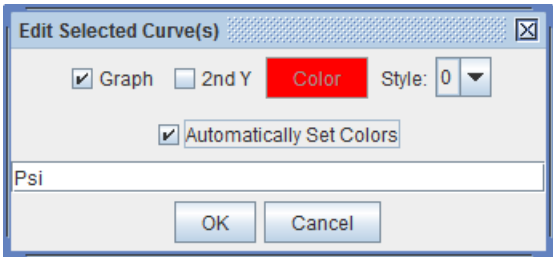 Edit Selected Curve(s)
Graph 2nd Y Color Style: 0
Automatically Set Colors
Psi
OK Cancel